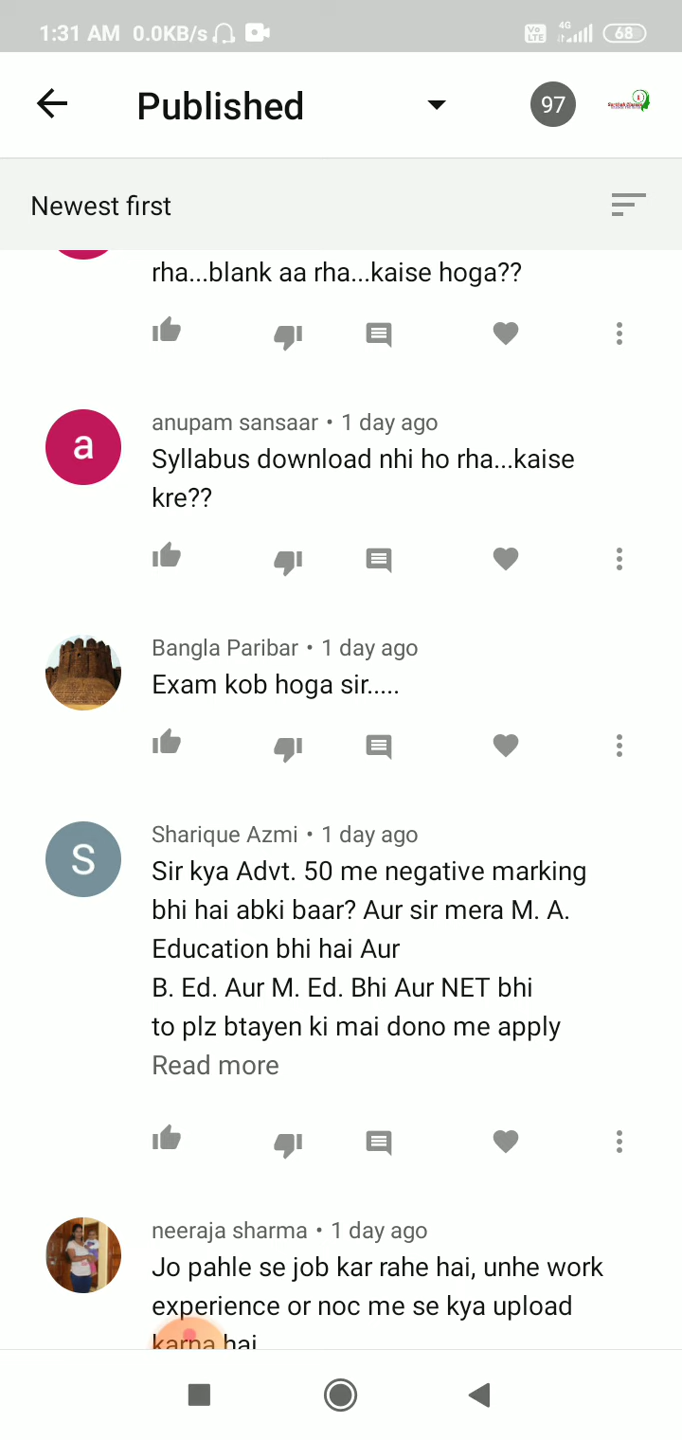 1:31 AM 0.0KB/s Vo LTE 4G 68
Published 97
Newest first
rha...blank aa rha...kaise hoga??
a
anupam sansaar • 1 day ago
Syllabus download nhi ho rha...kaise
kre??
Bangla Paribar • 1 day ago
Exam kob hoga sir.....
S
Sharique Azmi • 1 day ago
Sir kya Advt. 50 me negative marking
bhi hai abki baar? Aur sir mera M. A.
Education bhi hai Aur
B. Ed. Aur M. Ed. Bhi Aur NET bhi
to plz btayen ki mai dono me apply
Read more
neeraja sharma • 1 day ago
Jo pahle se job kar rahe hai, unhe work
experience or noc me se kya upload
karna hai